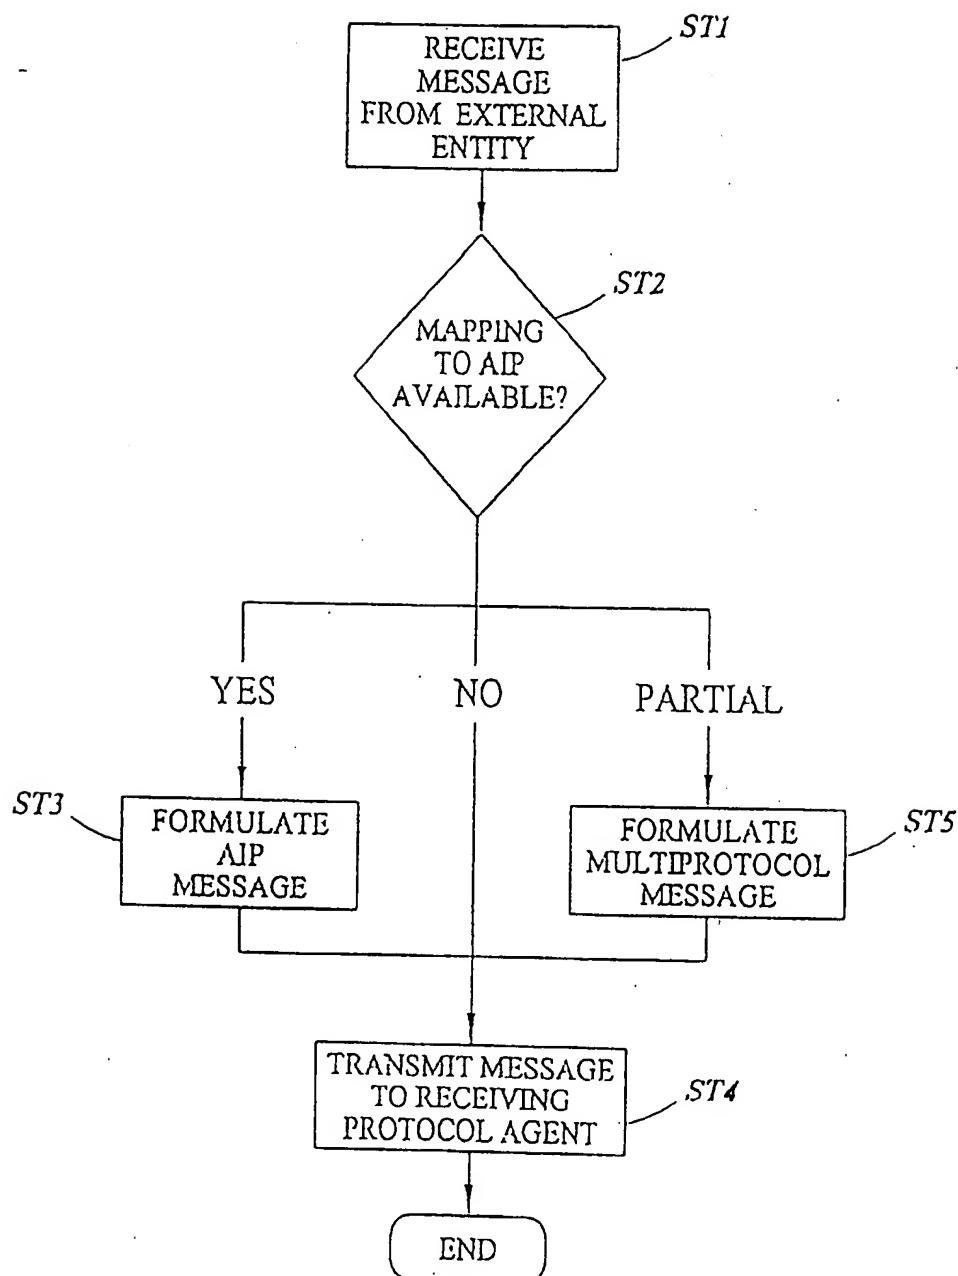 ST1
RECEIVE
MESSAGE
FROM EXTERNAL
ENTITY
ST2
MAPPING
TO AIP
AVAILABLE?
YES
NO
PARTIAL
ST3
FORMULATE
AIP
MESSAGE
FORMULATE
MULTIPROTOCOL
MESSAGE
ST5
TRANSMIT MESSAGE
TO RECEIVING
PROTOCOL AGENT
ST4
END